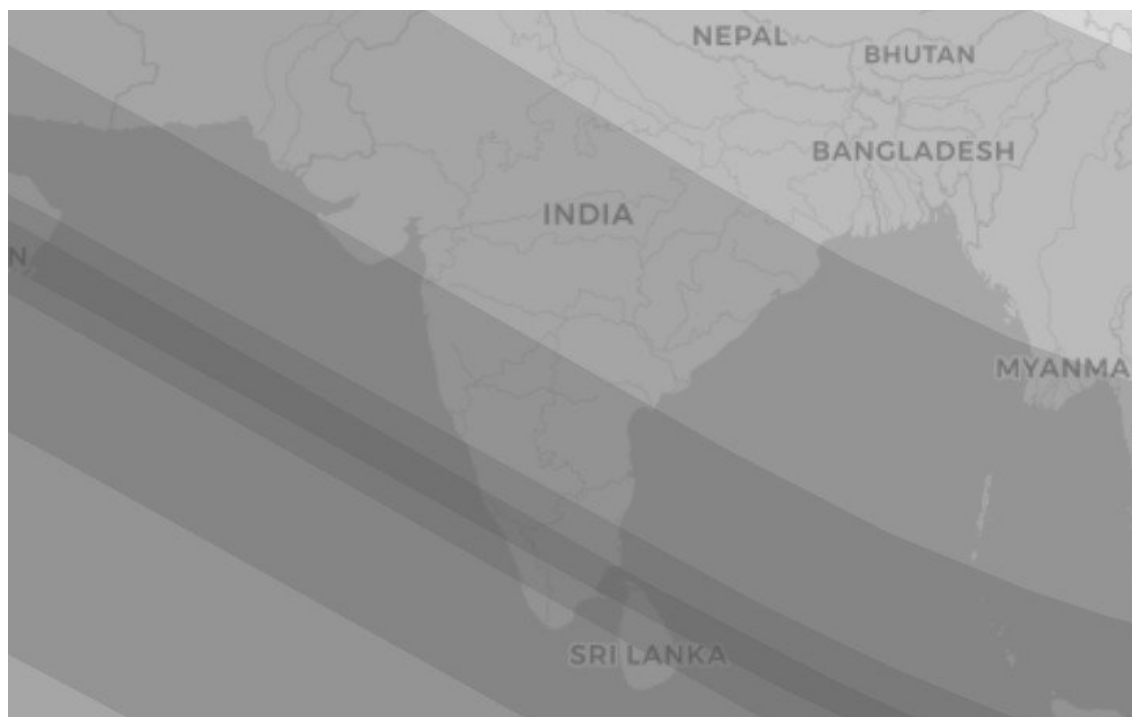 NEPAL
BHUTAN
BANGLADESH
INDIA
N
MYANMA
SRI LANKA